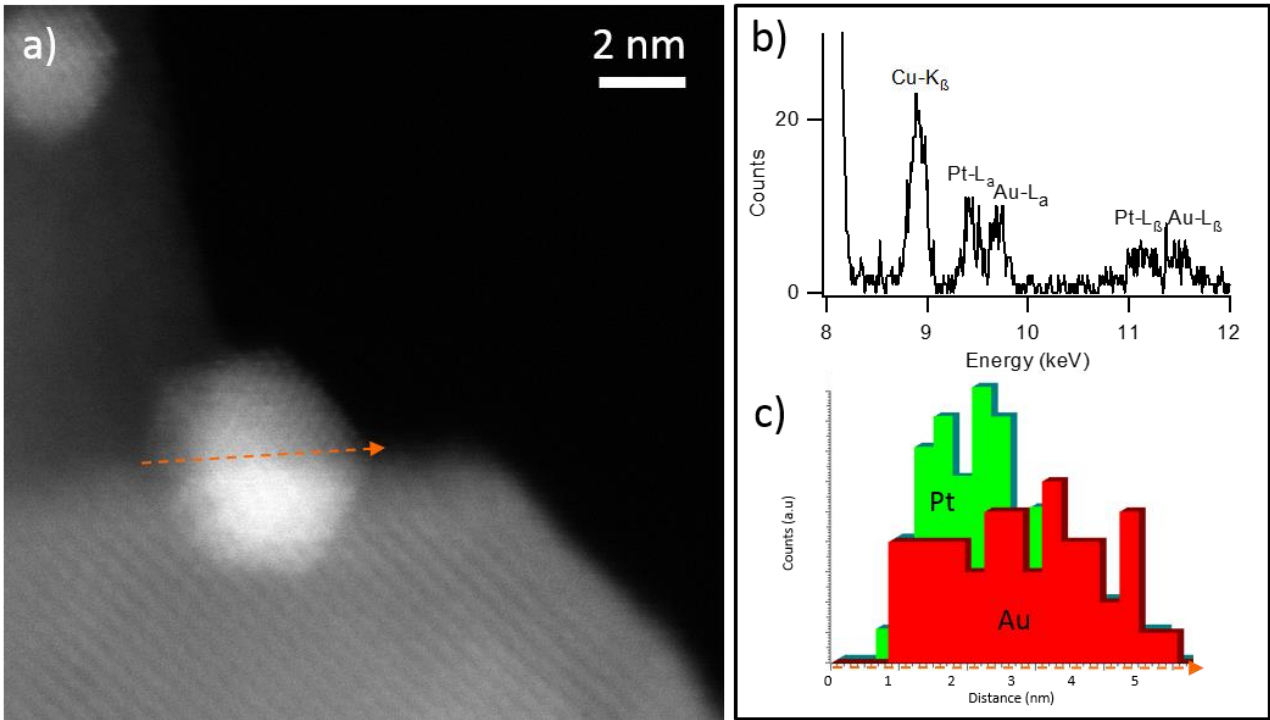 a)
2 nm
b)
Cu-Kß
Pt-La
Au-La
Pt-Lß
Au-Lß
20
0
Counts
8
9
10
11
12
Energy (keV)
c)
Pt
Au
Counts (a.u)
0
1
2
3
4
5
Distance (nm)